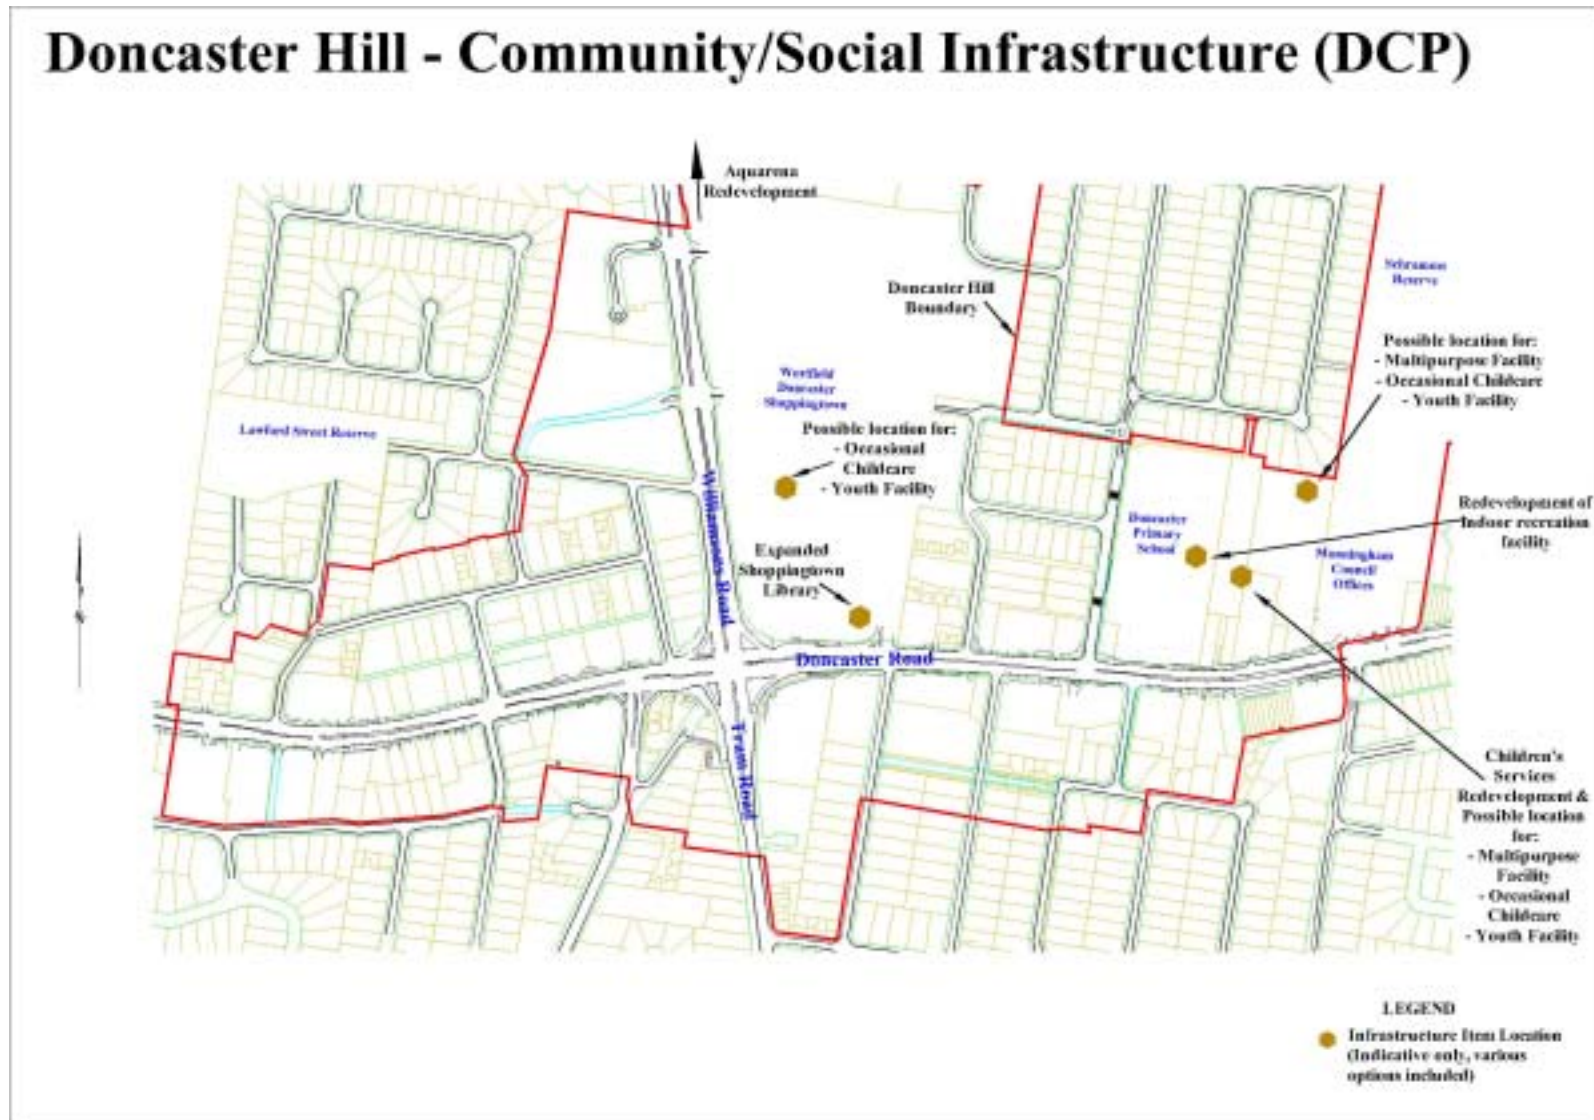 Doncaster Hill - Community/Social Infrastructure (DCP)
Aquarena
Redevelopment
Schramms
Reserve
Doncaster Hill
Boundary
Possible location for:
- Multipurpose Facility
- Occasional Childcare
- Youth Facility
Westfield
Doncaster
Shoppingtown
Lawford Street Reserve
Possible location for:
- Occasional
Childcare
- Youth Facility
Williamsons Road
Redevelopment of
Indoor recreation
facility
Doncaster
Primary
School
Manningham
Council
Offices
Expanded
Shoppingtown
Library
Doncaster Road
Tram Road
Children's
Services
Redevelopment &
Possible location
for:
- Multipurpose
Facility
- Occasional
Childcare
- Youth Facility
LEGEND
Infrastructure Item Location
(Indicative only, various
options included)